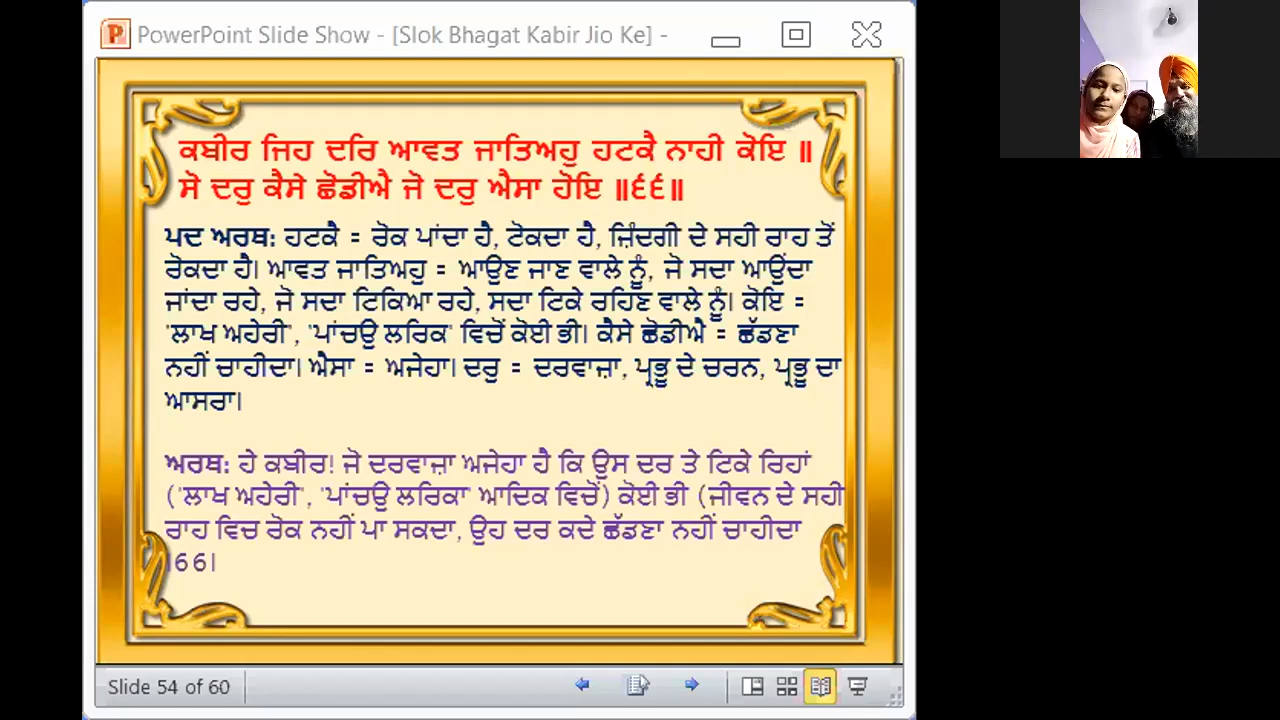 PowerPoint Slide Show - [Slok Bhagat Kabir Jio Ke] -
ਕਬੀਰ ਜਿਹ ਦਰਿ ਆਵਤ ਜਾਤਿਅਹੁ ਹਟਕੈ ਨਾਹੀ ਕੋਇ ॥
ਸੋ ਦਰੁ ਕੈਸੇ ਛੋਡੀਐ ਜੋ ਦਰੁ ਐਸਾ ਹੋਇ ॥੬੬॥
ਪਦ ਅਰਥ: ਹਟਕੈ = ਰੋਕ ਪਾਂਦਾ ਹੈ, ਟੋਕਦਾ ਹੈ, ਜ਼ਿੰਦਗੀ ਦੇ ਸਹੀ ਰਾਹ ਤੋਂ
ਰੋਕਦਾ ਹੈ। ਆਵਤ ਜਾਤਿਅਹੁ = ਆਉਣ ਜਾਣ ਵਾਲੇ ਨੂੰ, ਜੋ ਸਦਾ ਆਉਂਦਾ
ਜਾਂਦਾ ਰਹੇ, ਜੋ ਸਦਾ ਟਿਕਿਆ ਰਹੇ, ਸਦਾ ਟਿਕੇ ਰਹਿਣ ਵਾਲੇ ਨੂੰ। ਕੋਇ =
'ਲਾਖ ਅਹੇਰੀ', 'ਪਾਂਚਉ ਲਰਿਕ' ਵਿਚੋਂ ਕੋਈ ਭੀ। ਕੈਸੇ ਛੋਡੀਐ = ਛੱਡਣਾ
ਨਹੀਂ ਚਾਹੀਦਾ। ਐਸਾ = ਅਜੇਹਾ। ਦਰੁ = ਦਰਵਾਜ਼ਾ, ਪ੍ਰਭੂ ਦੇ ਚਰਨ, ਪ੍ਰਭੂ ਦਾ
ਆਸਰਾ।
ਅਰਥ: ਹੇ ਕਬੀਰ! ਜੋ ਦਰਵਾਜ਼ਾ ਅਜੇਹਾ ਹੈ ਕਿ ਉਸ ਦਰ ਤੇ ਟਿਕੇ ਰਿਹਾਂ
('ਲਾਖ ਅਹੇਰੀ', 'ਪਾਂਚਉ ਲਰਿਕਾ' ਆਦਿਕ ਵਿਚੋਂ) ਕੋਈ ਭੀ (ਜੀਵਨ ਦੇ ਸਹੀ
ਰਾਹ ਵਿਚ ਰੋਕ ਨਹੀਂ ਪਾ ਸਕਦਾ, ਉਹ ਦਰ ਕਦੇ ਛੱਡਣਾ ਨਹੀਂ ਚਾਹੀਦਾ
।66।
Slide 54 of 60